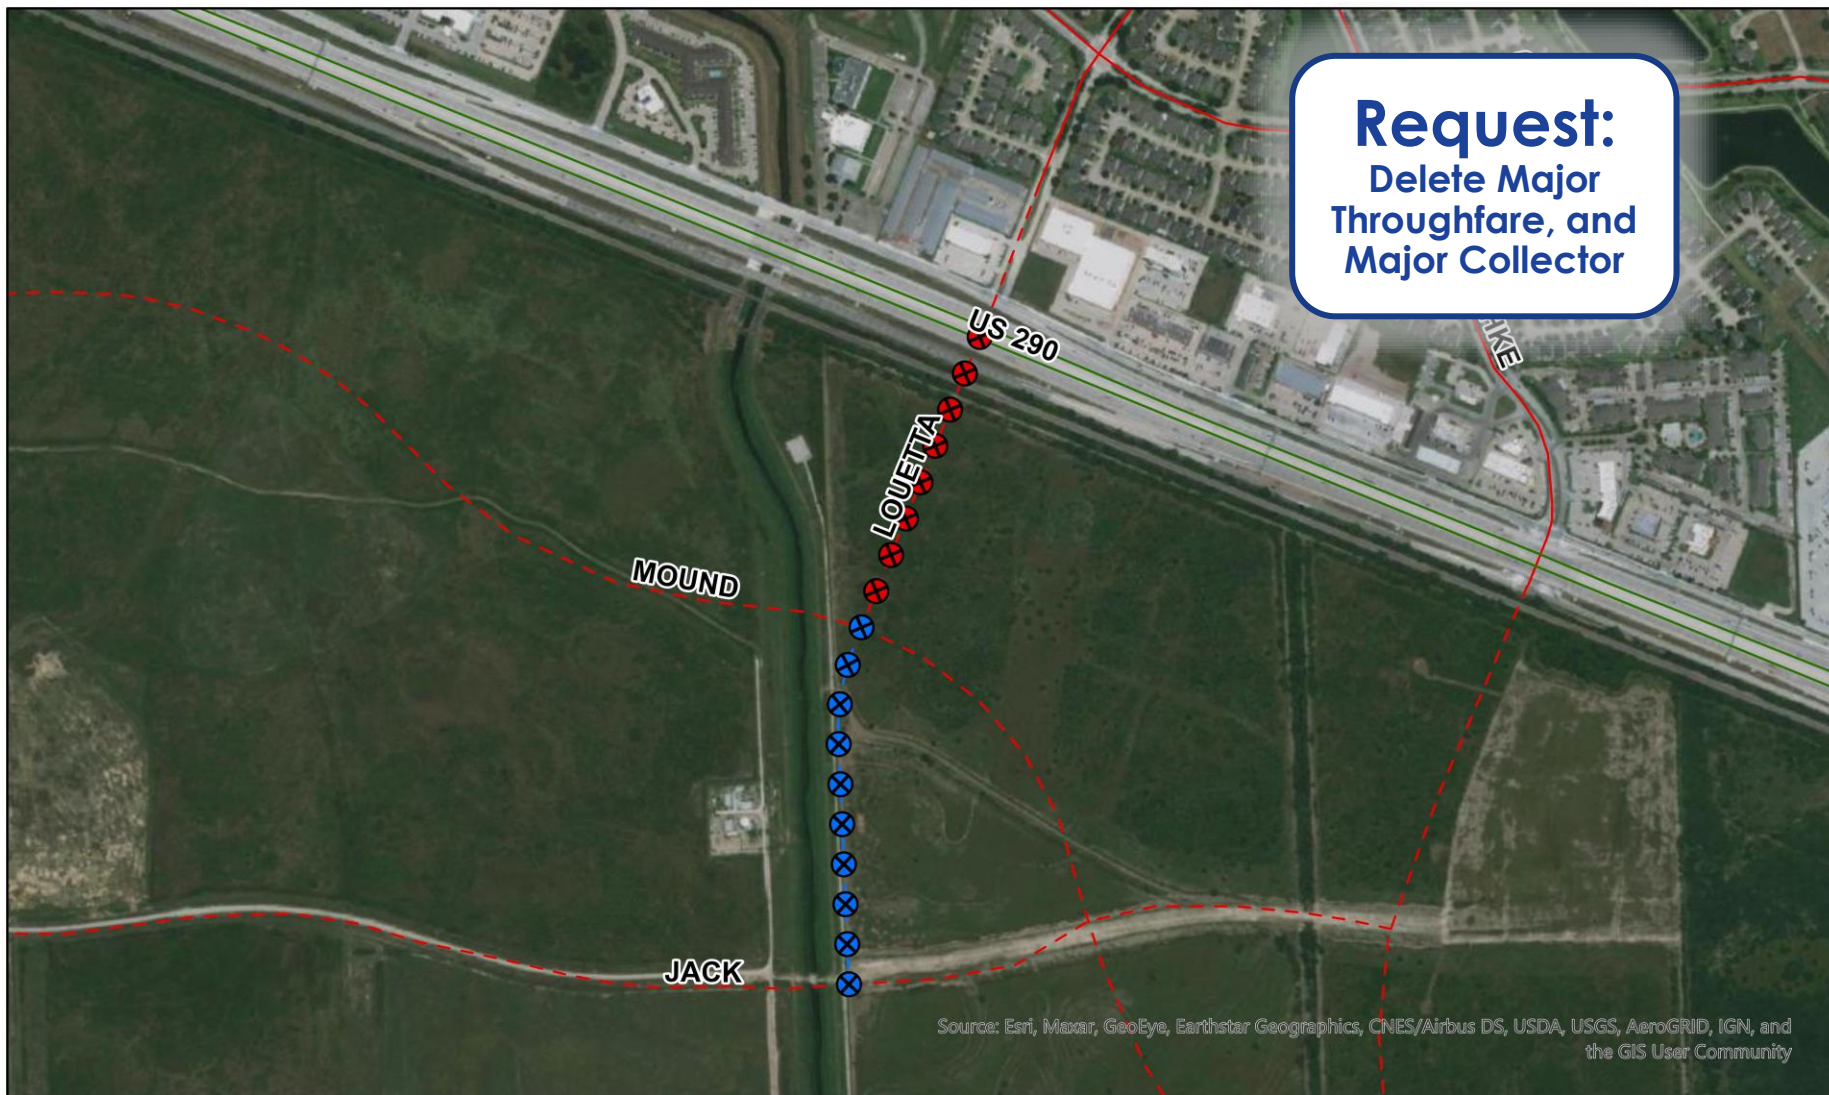 Request:
Delete Major
Throughfare, and
Major Collector
US 290
LOUETTA
MOUND
JACK
Source: Esri, Maxar, GeoEye, Earthstar Geographics, CNES/Airbus DS, USDA, USGS, AeroGRID, IGN, and
the GIS User Community